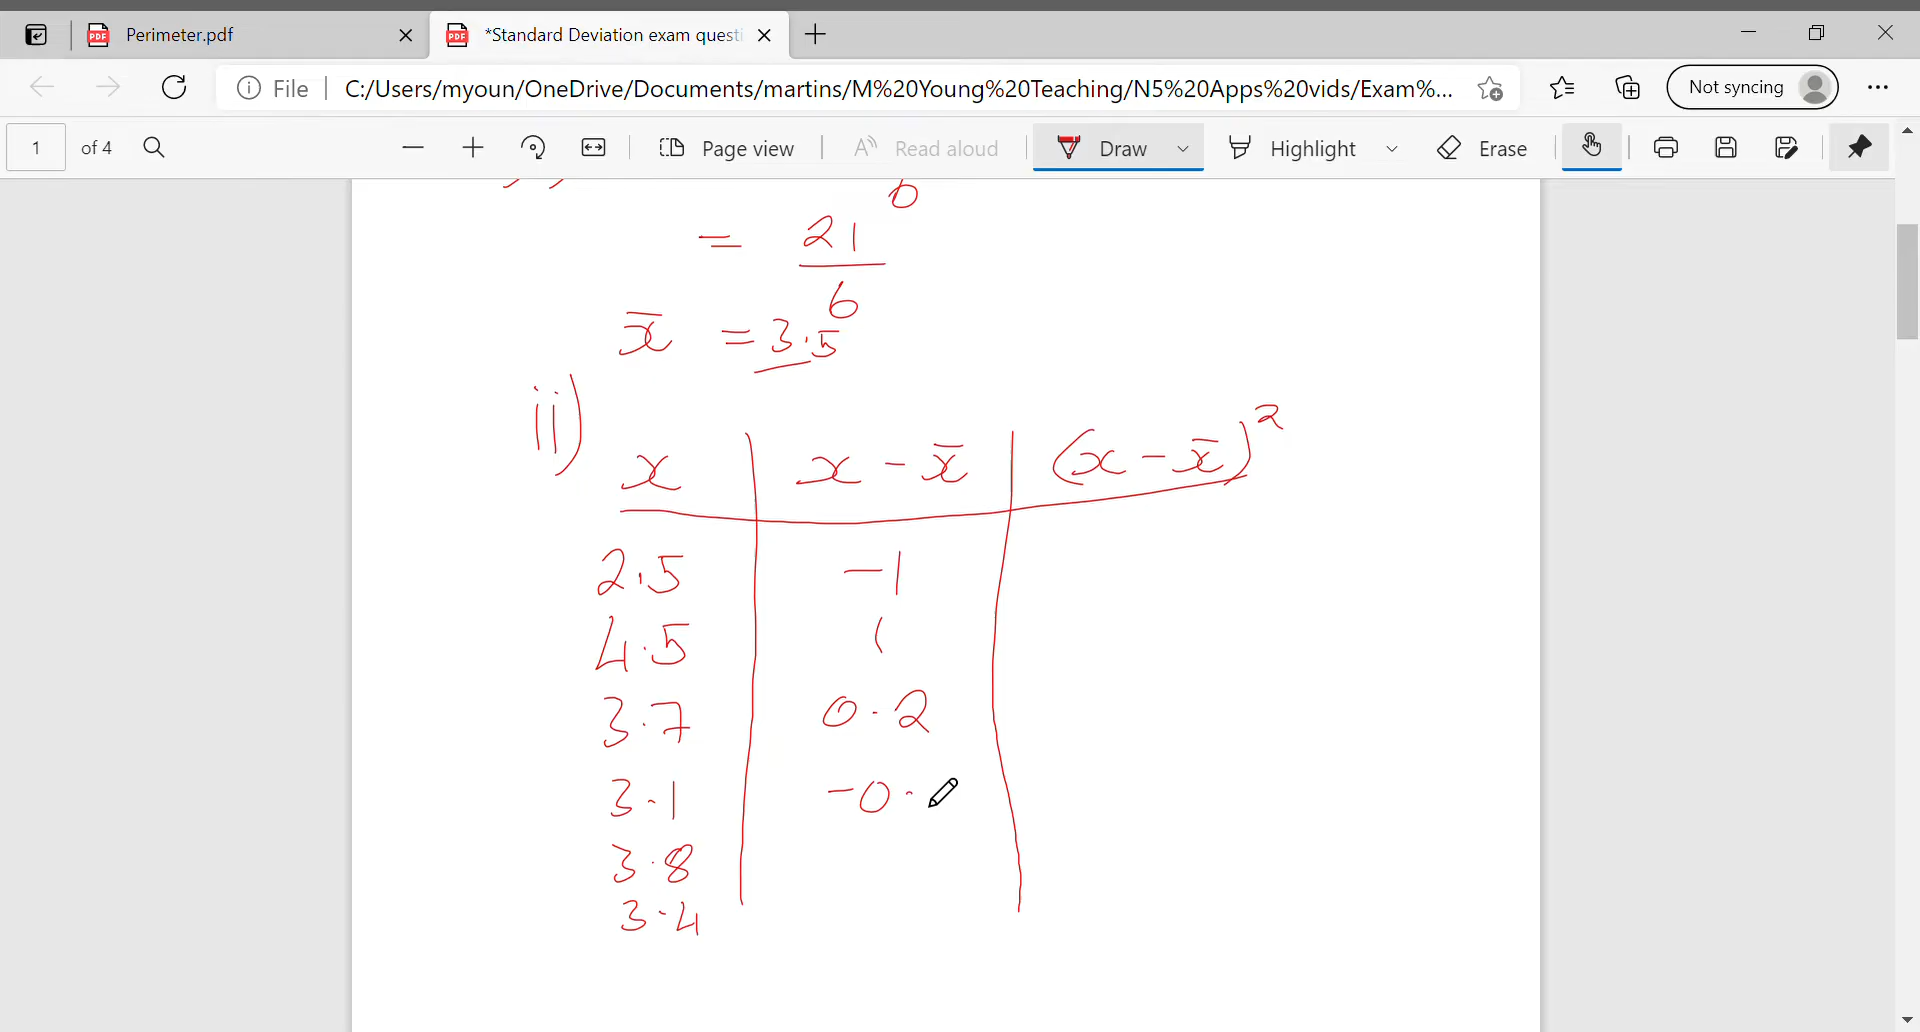 Perimeter.pdf
*Standard Deviation exam questi
File
C:/Users/myoun/OneDrive/Documents/martins/M%20Young%20Teaching/N5%20Apps%20vids/Exam%...
Not syncing
1 of 4
Page view
Read aloud
Draw
Highlight
Erase
6
= 21
6
x̄ = 3.5
ii)
x | x - x̄ | (x - x̄)²
2.5 -1
4.5 1
3.7 0.2
3.1 -0.
3.8
3.4